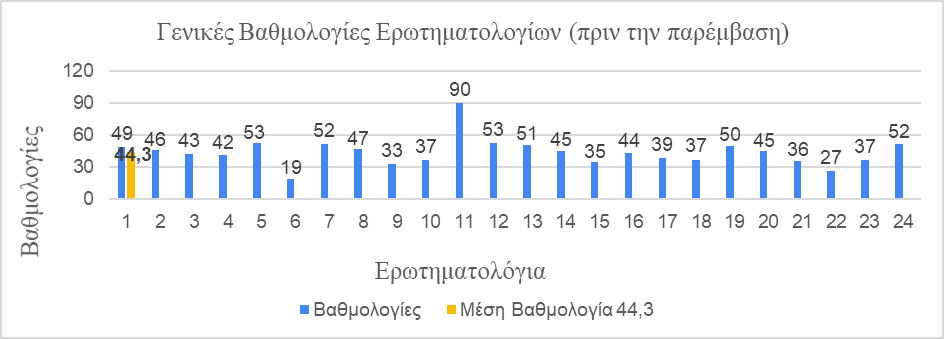 Γενικές Βαθμολογίες Ερωτηματολογίων (πριν την παρέμβαση)
Βαθμολογίες
120
90
60
30
0
49 46 43 42 53 19 52 47 33 37 90 53 51 45 35 44 39 37 50 45 36 27 37 52
44,3
1 2 3 4 5 6 7 8 9 10 11 12 13 14 15 16 17 18 19 20 21 22 23 24
Ερωτηματολόγια
Βαθμολογίες Μέση Βαθμολογία 44,3